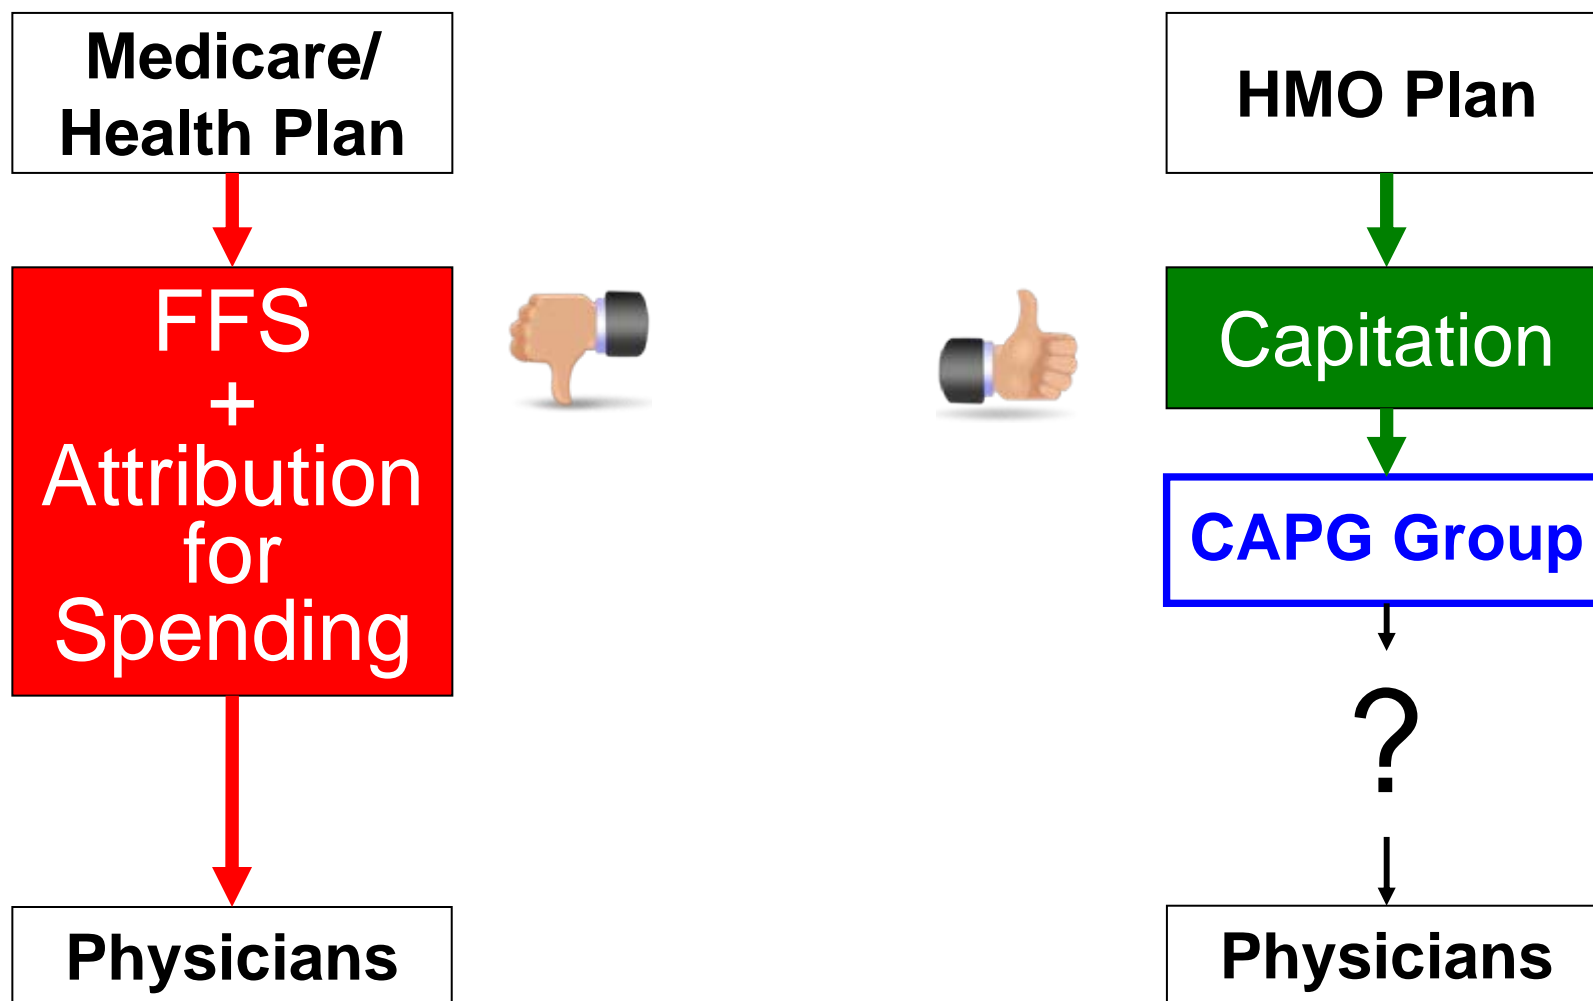 Medicare/
Health Plan
FFS
+
Attribution
for
Spending
Physicians
HMO Plan
Capitation
CAPG Group
?
Physicians